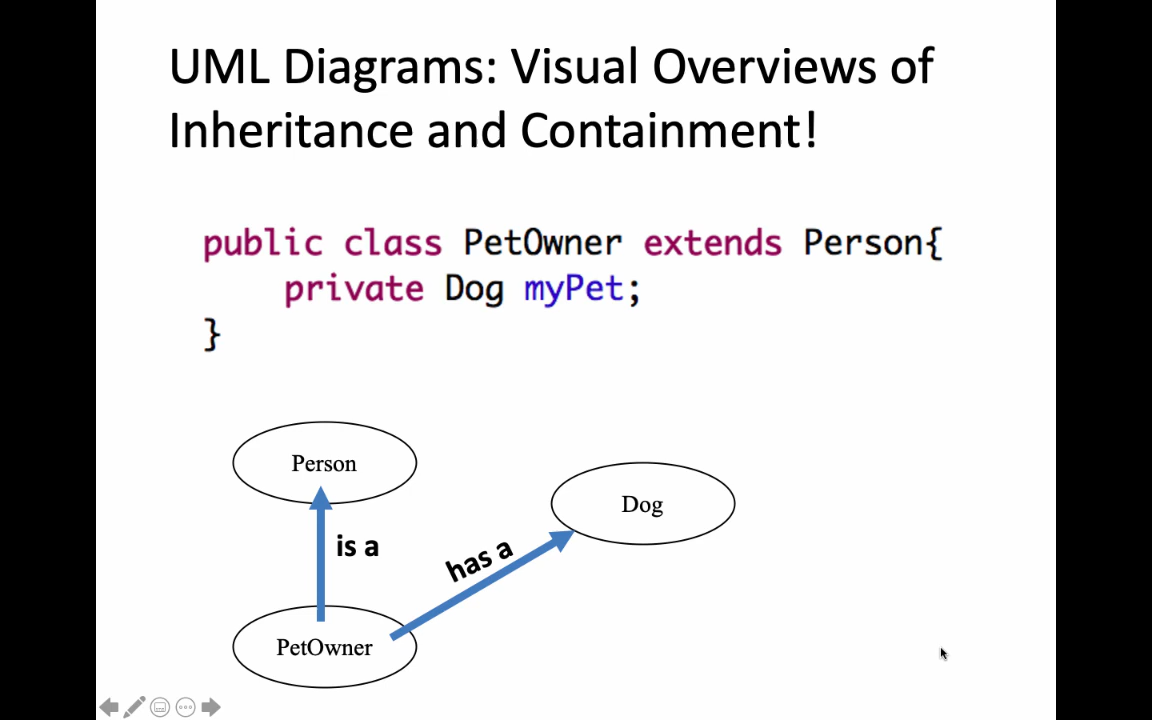 UML Diagrams: Visual Overviews of
Inheritance and Containment!
public class PetOwner extends Person{
private Dog myPet;
}
Person
Dog
is a
has a
PetOwner